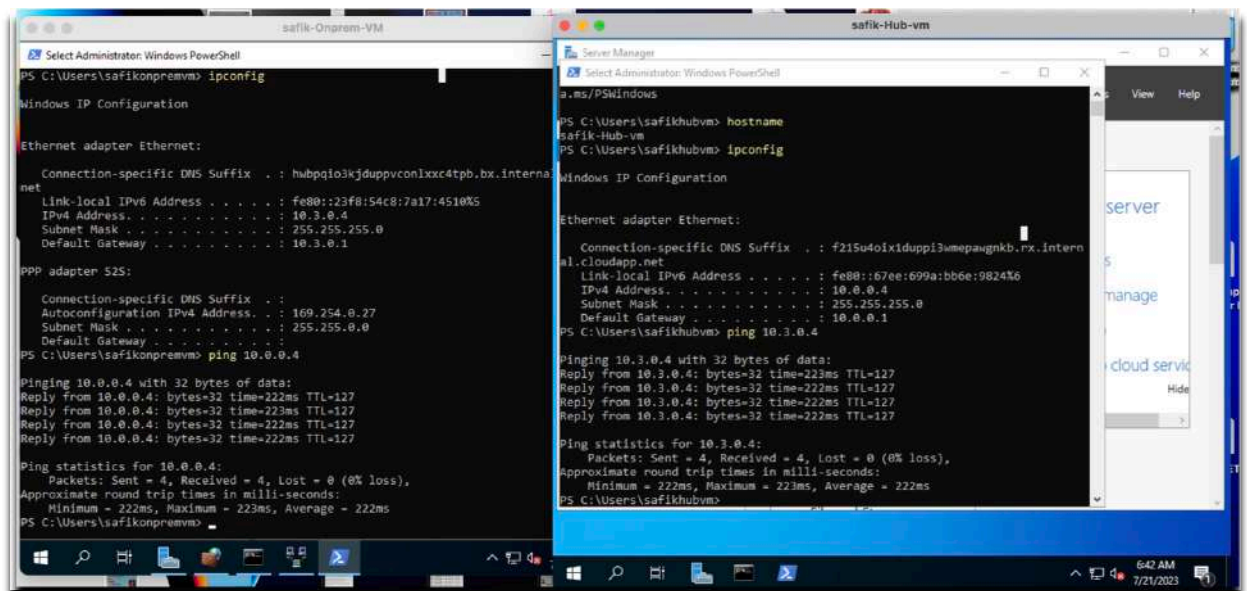 safik-Onprem-VM
Select Administrator: Windows PowerShell
PS C:\Users\safikonpremvm> ipconfig
Windows IP Configuration
Ethernet adapter Ethernet:
Connection-specific DNS Suffix . : hwbpqio3kjduppvconlxxc4tpb.bx.interna
net
Link-local IPv6 Address . . . . . : fe80::23f8:54c8:7a17:4510%5
IPv4 Address. . . . . . . . . . . : 10.3.0.4
Subnet Mask . . . . . . . . . . . : 255.255.255.0
Default Gateway . . . . . . . . . : 10.3.0.1
PPP adapter S2S:
Connection-specific DNS Suffix . :
Autoconfiguration IPv4 Address. . : 169.254.0.27
Subnet Mask . . . . . . . . . . . : 255.255.0.0
Default Gateway . . . . . . . . . :
PS C:\Users\safikonpremvm> ping 10.0.0.4
Pinging 10.0.0.4 with 32 bytes of data:
Reply from 10.0.0.4: bytes=32 time=222ms TTL=127
Reply from 10.0.0.4: bytes=32 time=223ms TTL=127
Reply from 10.0.0.4: bytes=32 time=222ms TTL=127
Reply from 10.0.0.4: bytes=32 time=222ms TTL=127
Ping statistics for 10.0.0.4:
Packets: Sent = 4, Received = 4, Lost = 0 (0% loss),
Approximate round trip times in milli-seconds:
Minimum = 222ms, Maximum = 223ms, Average = 222ms
PS C:\Users\safikonpremvm>
safik-Hub-vm
Server Manager
Select Administrator: Windows PowerShell
a.ms/PSWindows
PS C:\Users\safikhubvm> hostname
safik-Hub-vm
PS C:\Users\safikhubvm> ipconfig
Windows IP Configuration
Ethernet adapter Ethernet:
Connection-specific DNS Suffix . : f215u4oix1duppi3wmepawgnkb.rx.intern
al.cloudapp.net
Link-local IPv6 Address . . . . . : fe80::67ee:699a:bb6e:9824%6
IPv4 Address. . . . . . . . . . . : 10.0.0.4
Subnet Mask . . . . . . . . . . . : 255.255.255.0
Default Gateway . . . . . . . . . : 10.0.0.1
PS C:\Users\safikhubvm> ping 10.3.0.4
Pinging 10.3.0.4 with 32 bytes of data:
Reply from 10.3.0.4: bytes=32 time=223ms TTL=127
Reply from 10.3.0.4: bytes=32 time=222ms TTL=127
Reply from 10.3.0.4: bytes=32 time=222ms TTL=127
Reply from 10.3.0.4: bytes=32 time=222ms TTL=127
Ping statistics for 10.3.0.4:
Packets: Sent = 4, Received = 4, Lost = 0 (0% loss),
Approximate round trip times in milli-seconds:
Minimum = 222ms, Maximum = 223ms, Average = 222ms
PS C:\Users\safikhubvm>
View Help
server
manage
cloud servic
Hide
6:42 AM
7/21/2023